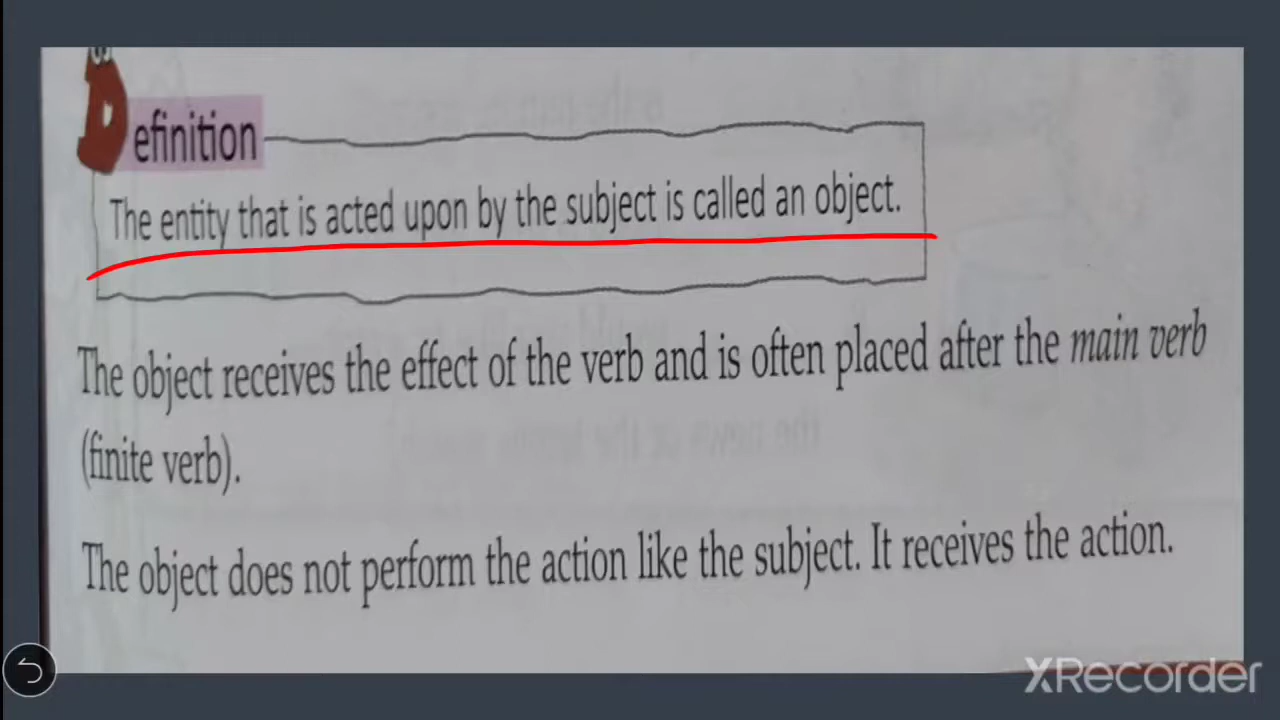 Definition
The entity that is acted upon by the subject is called an object.
The object receives the effect of the verb and is often placed after the main verb
(finite verb).
The object does not perform the action like the subject. It receives the action.
XRecorder